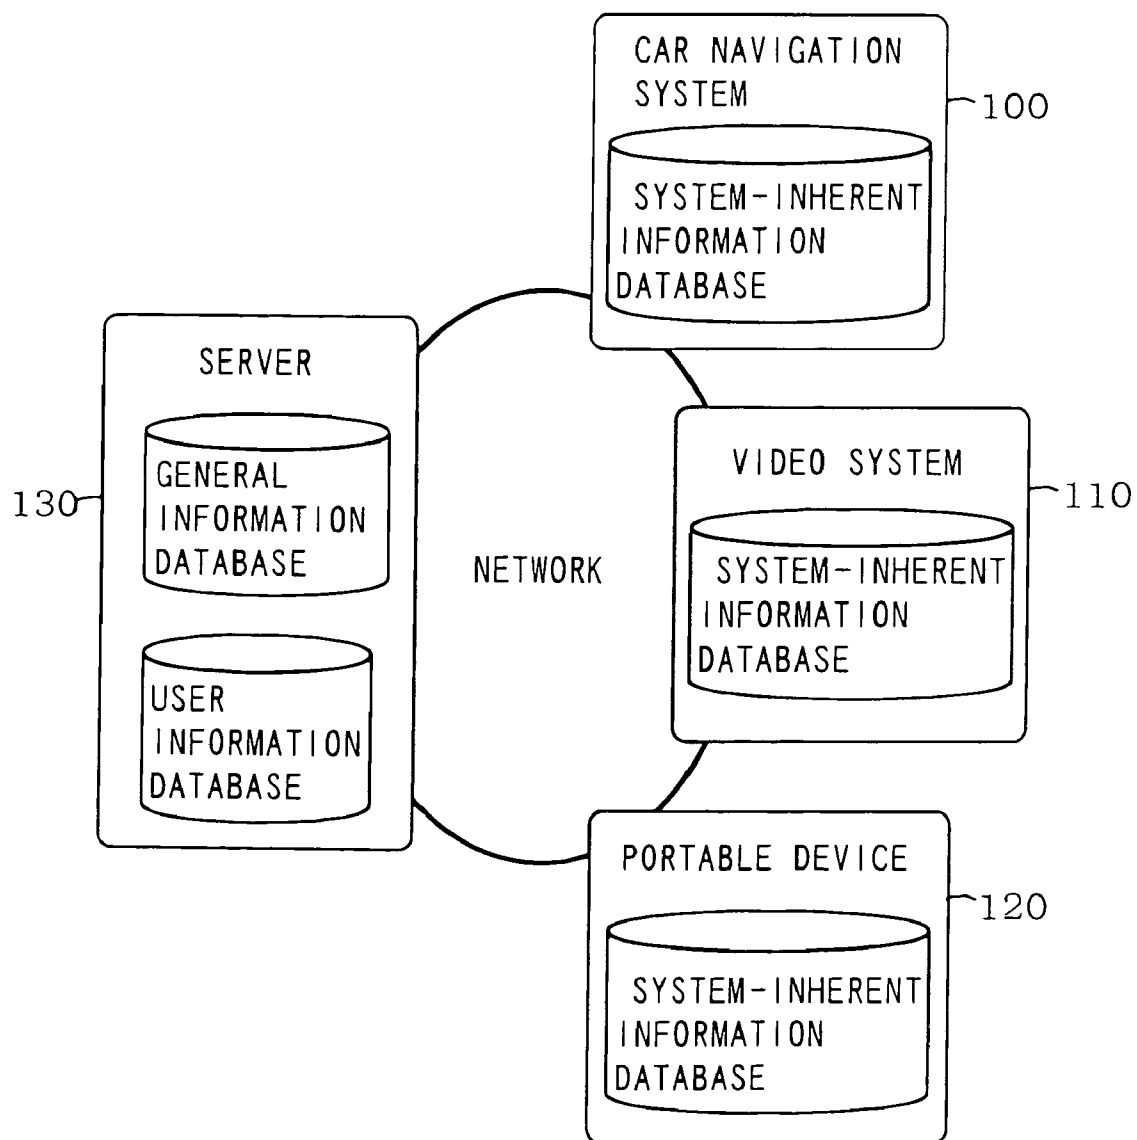 CAR NAVIGATION
SYSTEM
100
SYSTEM-INHERENT
INFORMATION
DATABASE
SERVER
130
GENERAL
INFORMATION
DATABASE
USER
INFORMATION
DATABASE
NETWORK
VIDEO SYSTEM
110
SYSTEM-INHERENT
INFORMATION
DATABASE
PORTABLE DEVICE
120
SYSTEM-INHERENT
INFORMATION
DATABASE